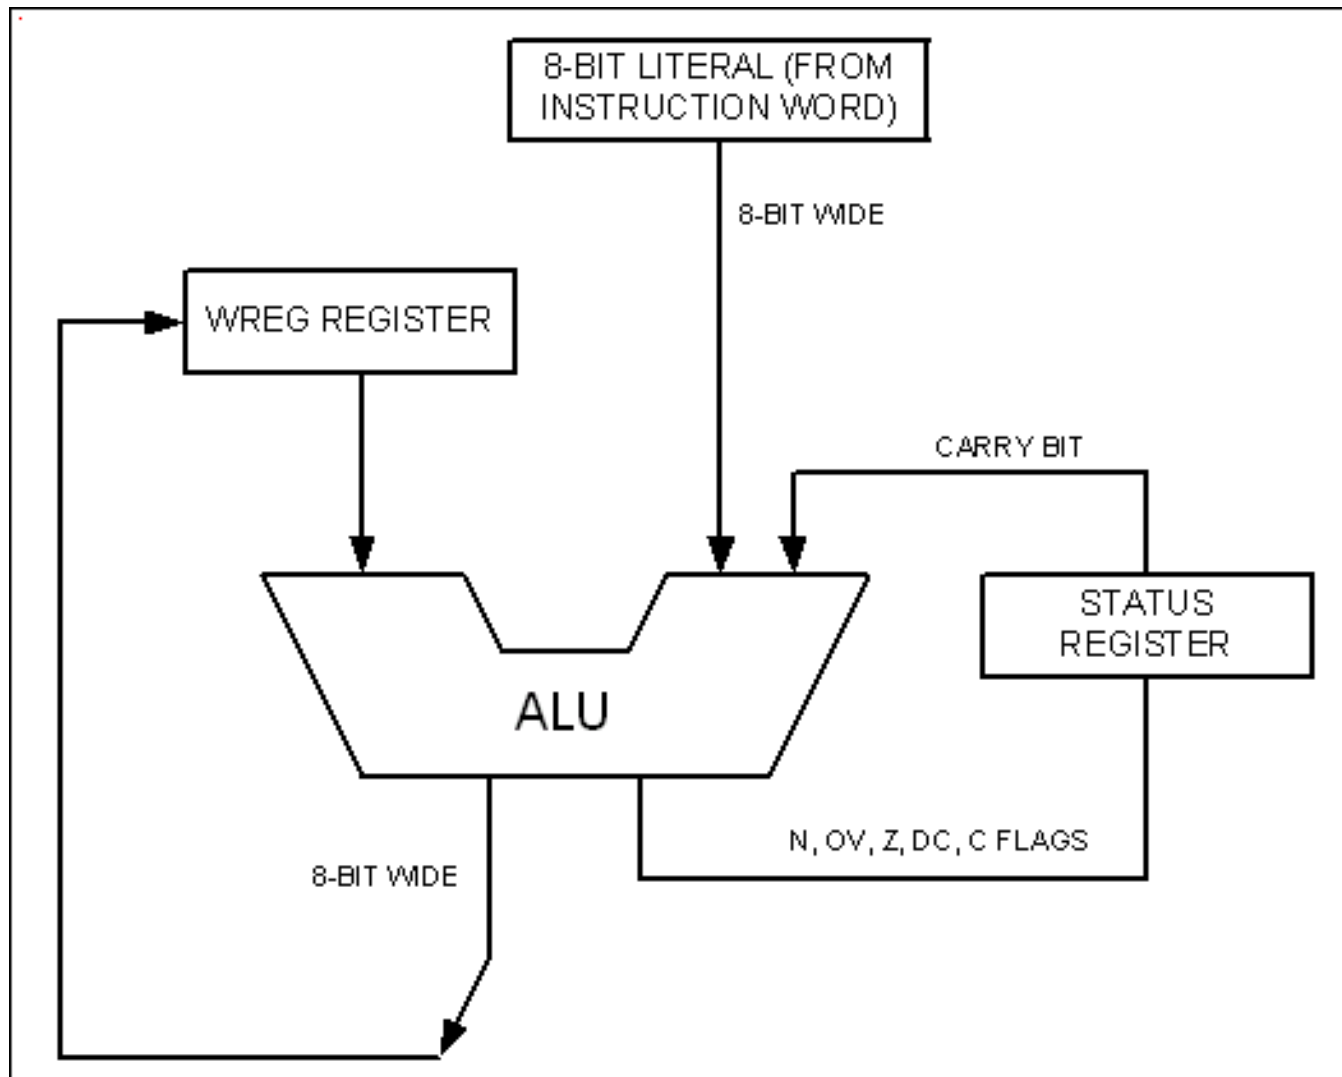 8-BIT LITERAL (FROM
INSTRUCTION WORD)
8-BIT WIDE
WREG REGISTER
CARRY BIT
STATUS
REGISTER
ALU
N, OV, Z, DC, C FLAGS
8-BIT WIDE